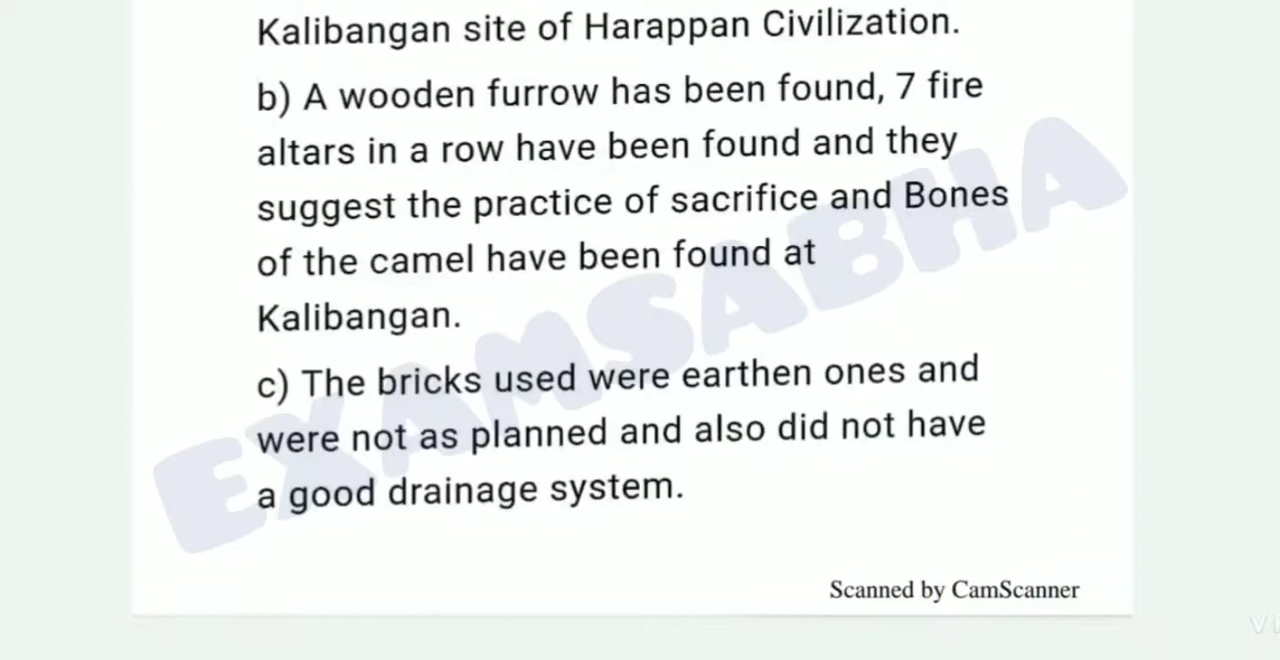 Kalibangan site of Harappan Civilization.
b) A wooden furrow has been found, 7 fire
altars in a row have been found and they
suggest the practice of sacrifice and Bones
of the camel have been found at
Kalibangan.
c) The bricks used were earthen ones and
were not as planned and also did not have
a good drainage system.
EXAMSABHA
Scanned by CamScanner